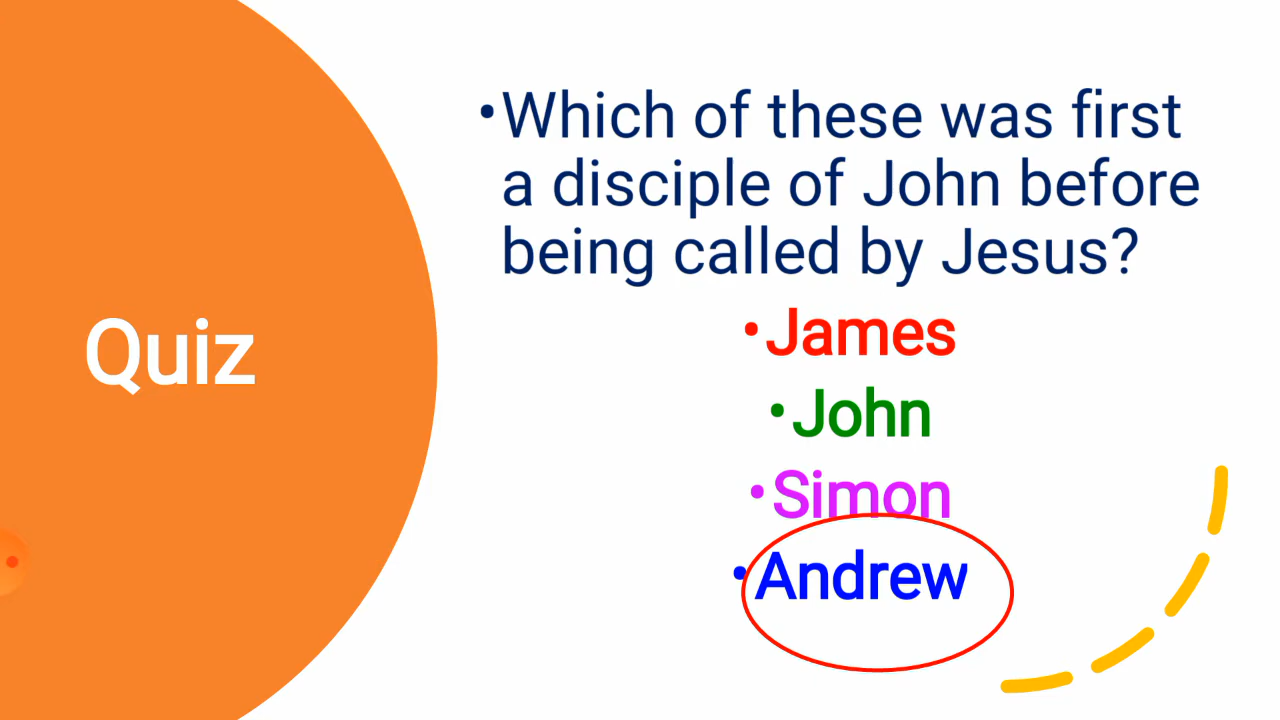 Quiz
•Which of these was first
a disciple of John before
being called by Jesus?
•James
•John
•Simon
•Andrew